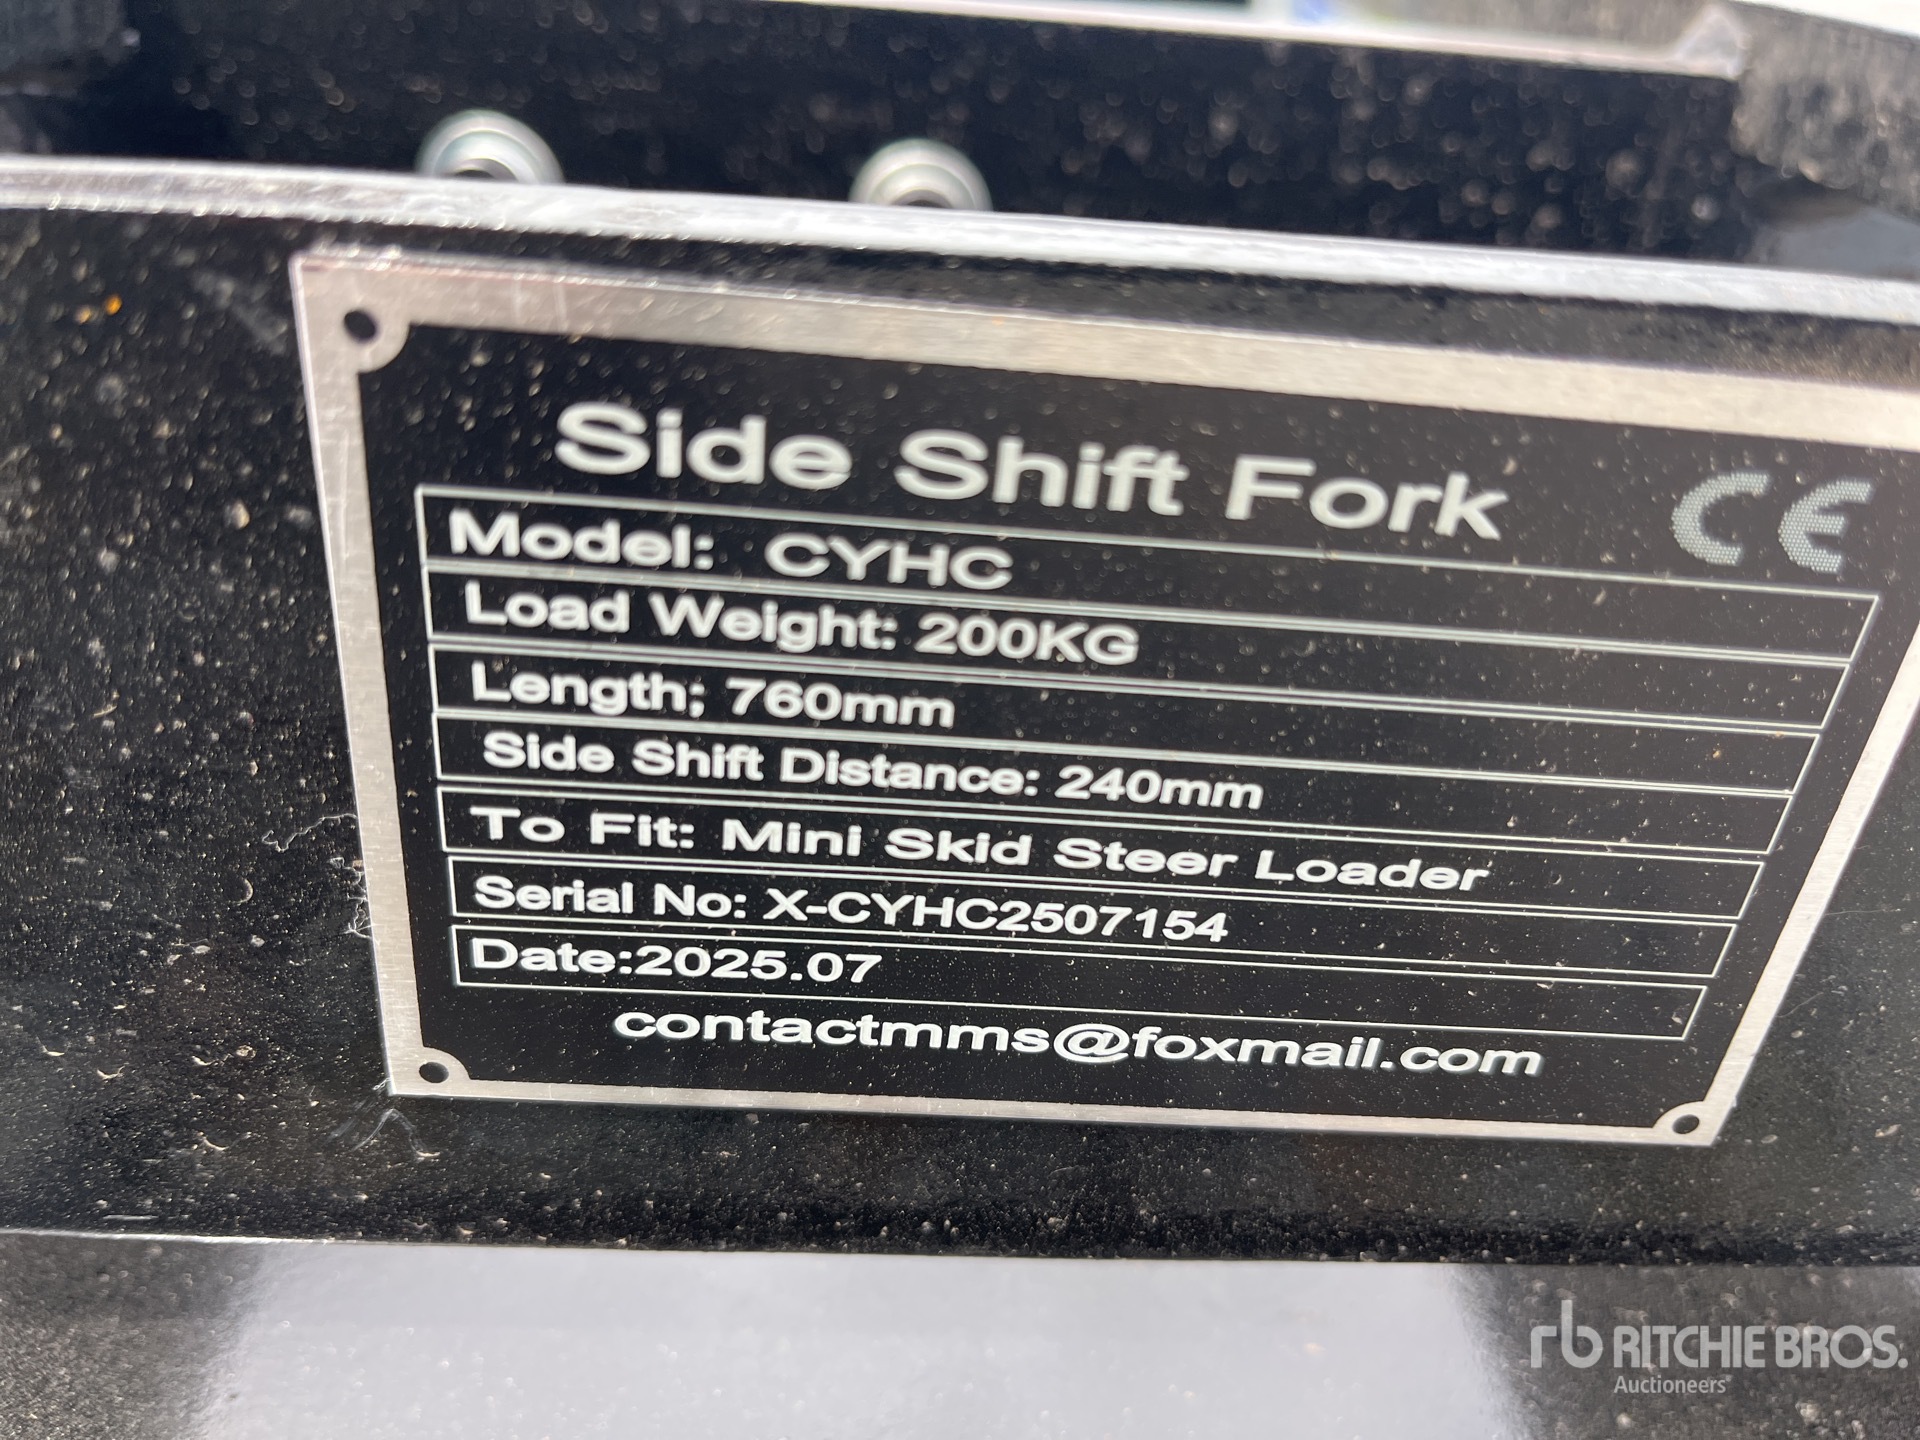 Side Shift Fork CE
Model: CYHC
Load Weight: 200KG
Length; 760mm
Side Shift Distance: 240mm
To Fit: Mini Skid Steer Loader
Serial No: X-CYHC2507154
Date:2025.07
contactmms@foxmail.com
rb RITCHIE BROS.
Auctioneers